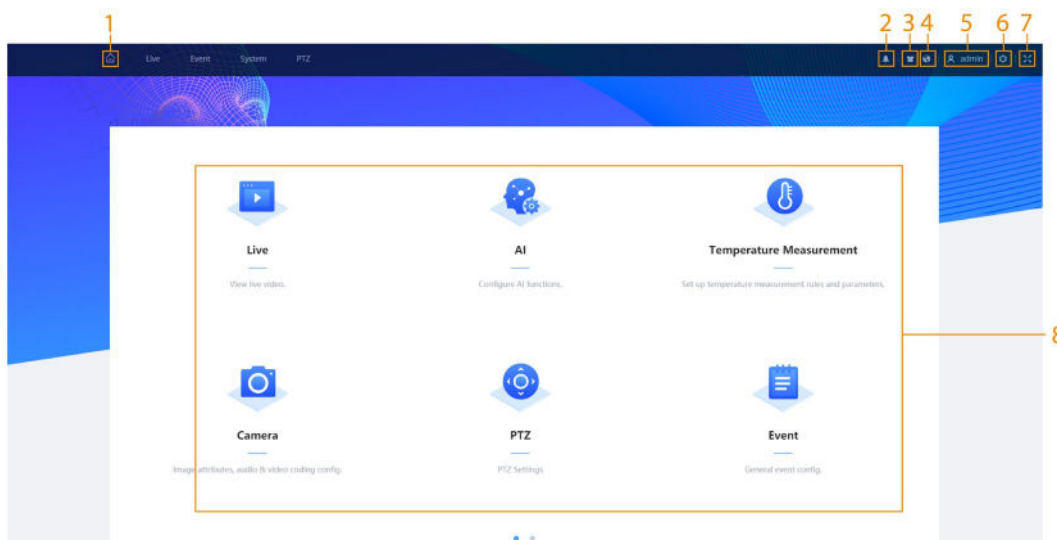 1 2 3 4 5 6 7
Live Event System PTZ admin
Live AI Temperature Measurement
View live video. Configure AI functions. Set up temperature measurement rules and parameters.
8
Camera PTZ Event
Image attributes, audio & video coding config. PTZ Settings General event config.